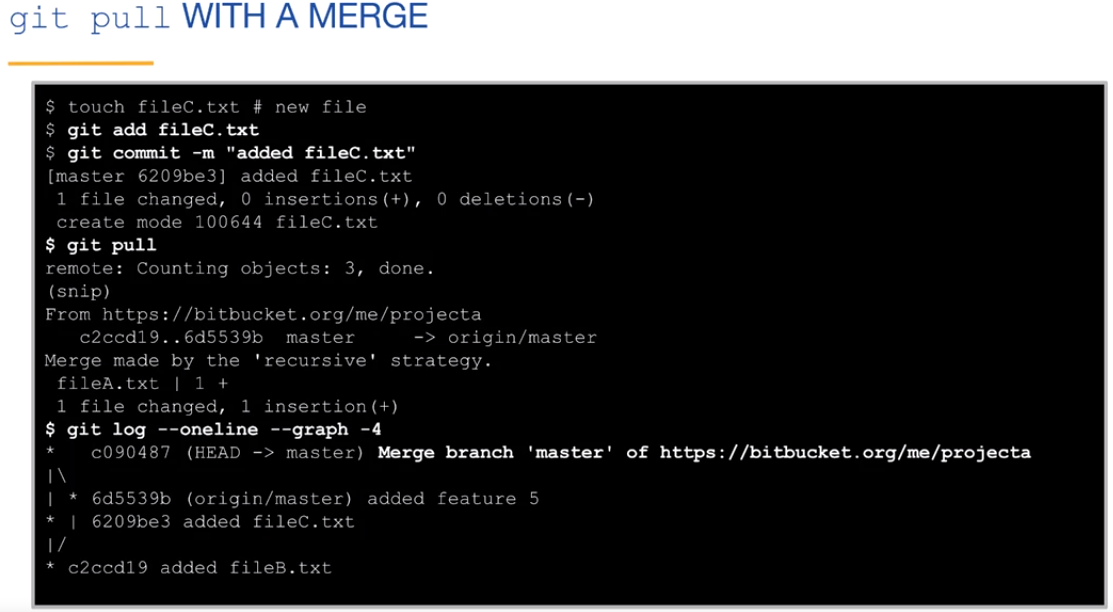 git pull WITH A MERGE
$ touch fileC.txt # new file
$ git add fileC.txt
$ git commit -m "added fileC.txt"
[master 6209be3] added fileC.txt
 1 file changed, 0 insertions(+), 0 deletions(-)
 create mode 100644 fileC.txt
$ git pull
remote: Counting objects: 3, done.
(snip)
From https://bitbucket.org/me/projecta
   c2ccd19..6d5539b  master     -> origin/master
Merge made by the 'recursive' strategy.
 fileA.txt | 1 +
 1 file changed, 1 insertion(+)
$ git log --oneline --graph -4
*   c090487 (HEAD -> master) Merge branch 'master' of https://bitbucket.org/me/projecta
|\
| * 6d5539b (origin/master) added feature 5
* | 6209be3 added fileC.txt
|/
* c2ccd19 added fileB.txt